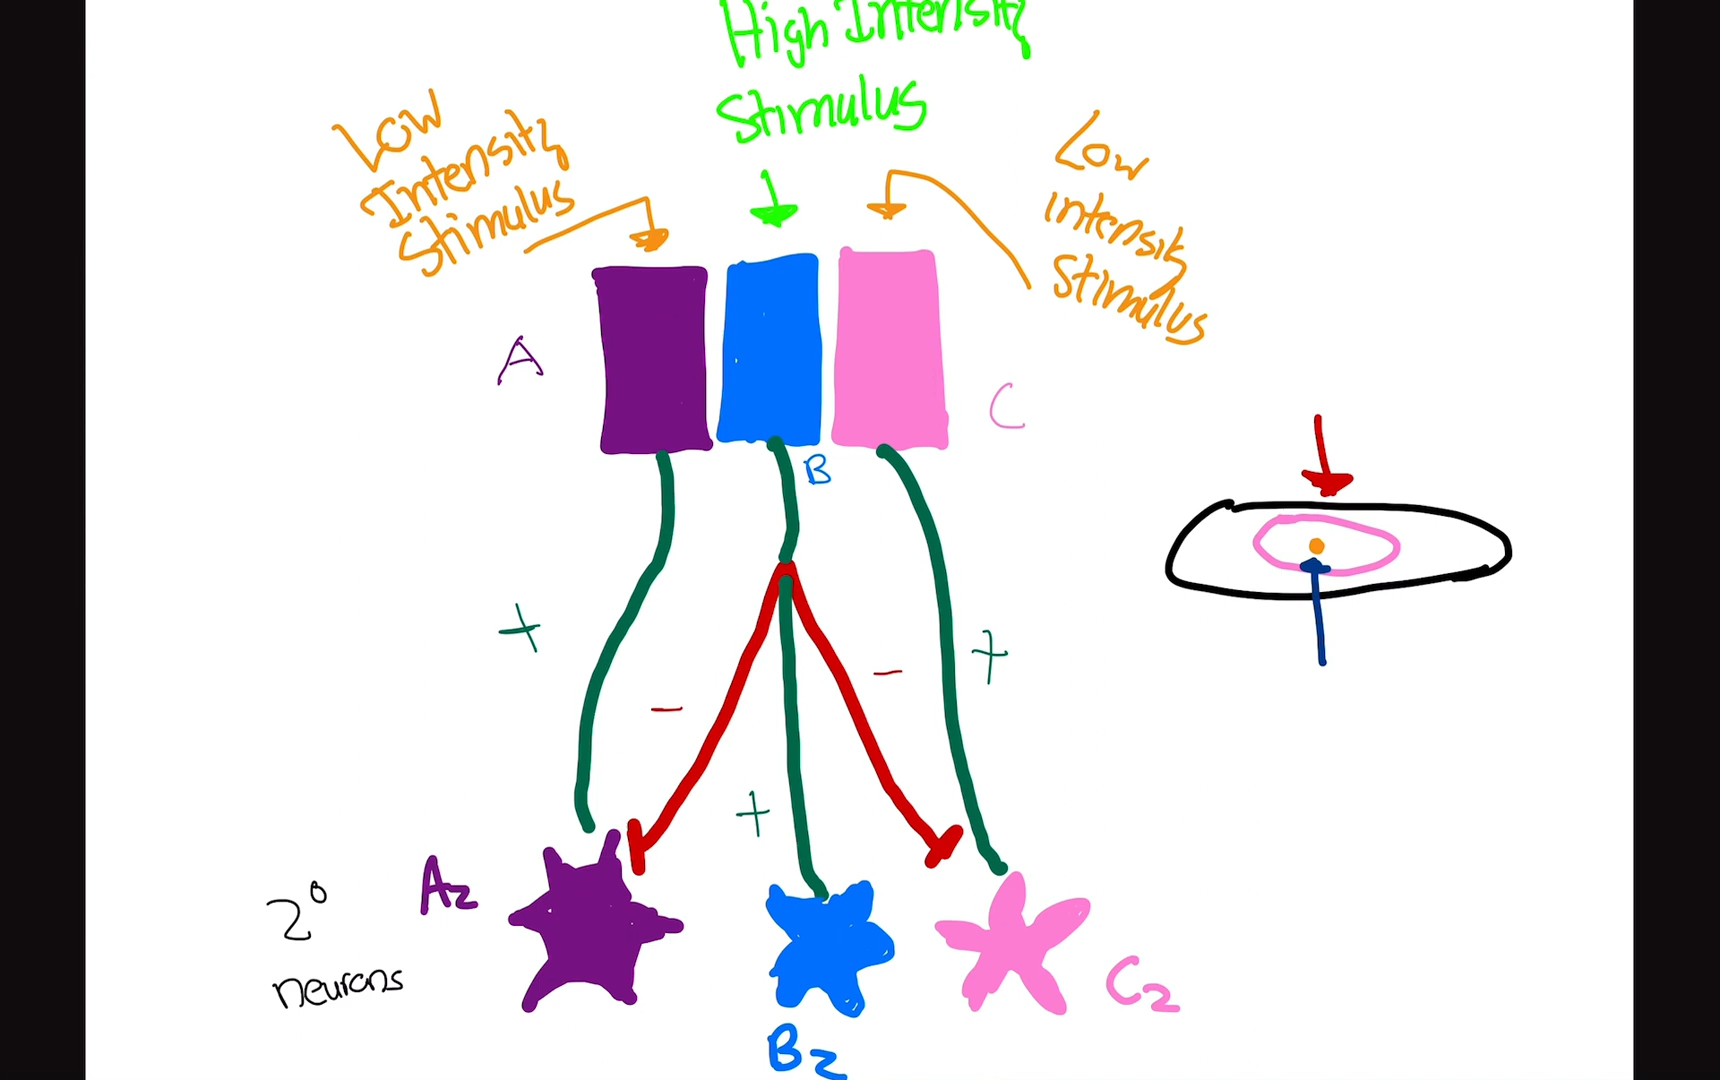 High Intensity
Stimulus
Low
Intensity
Stimulus
Low
intensity
Stimulus
A
C
B
+
+
-
-
+
A2
2°
neurons
C2
B2